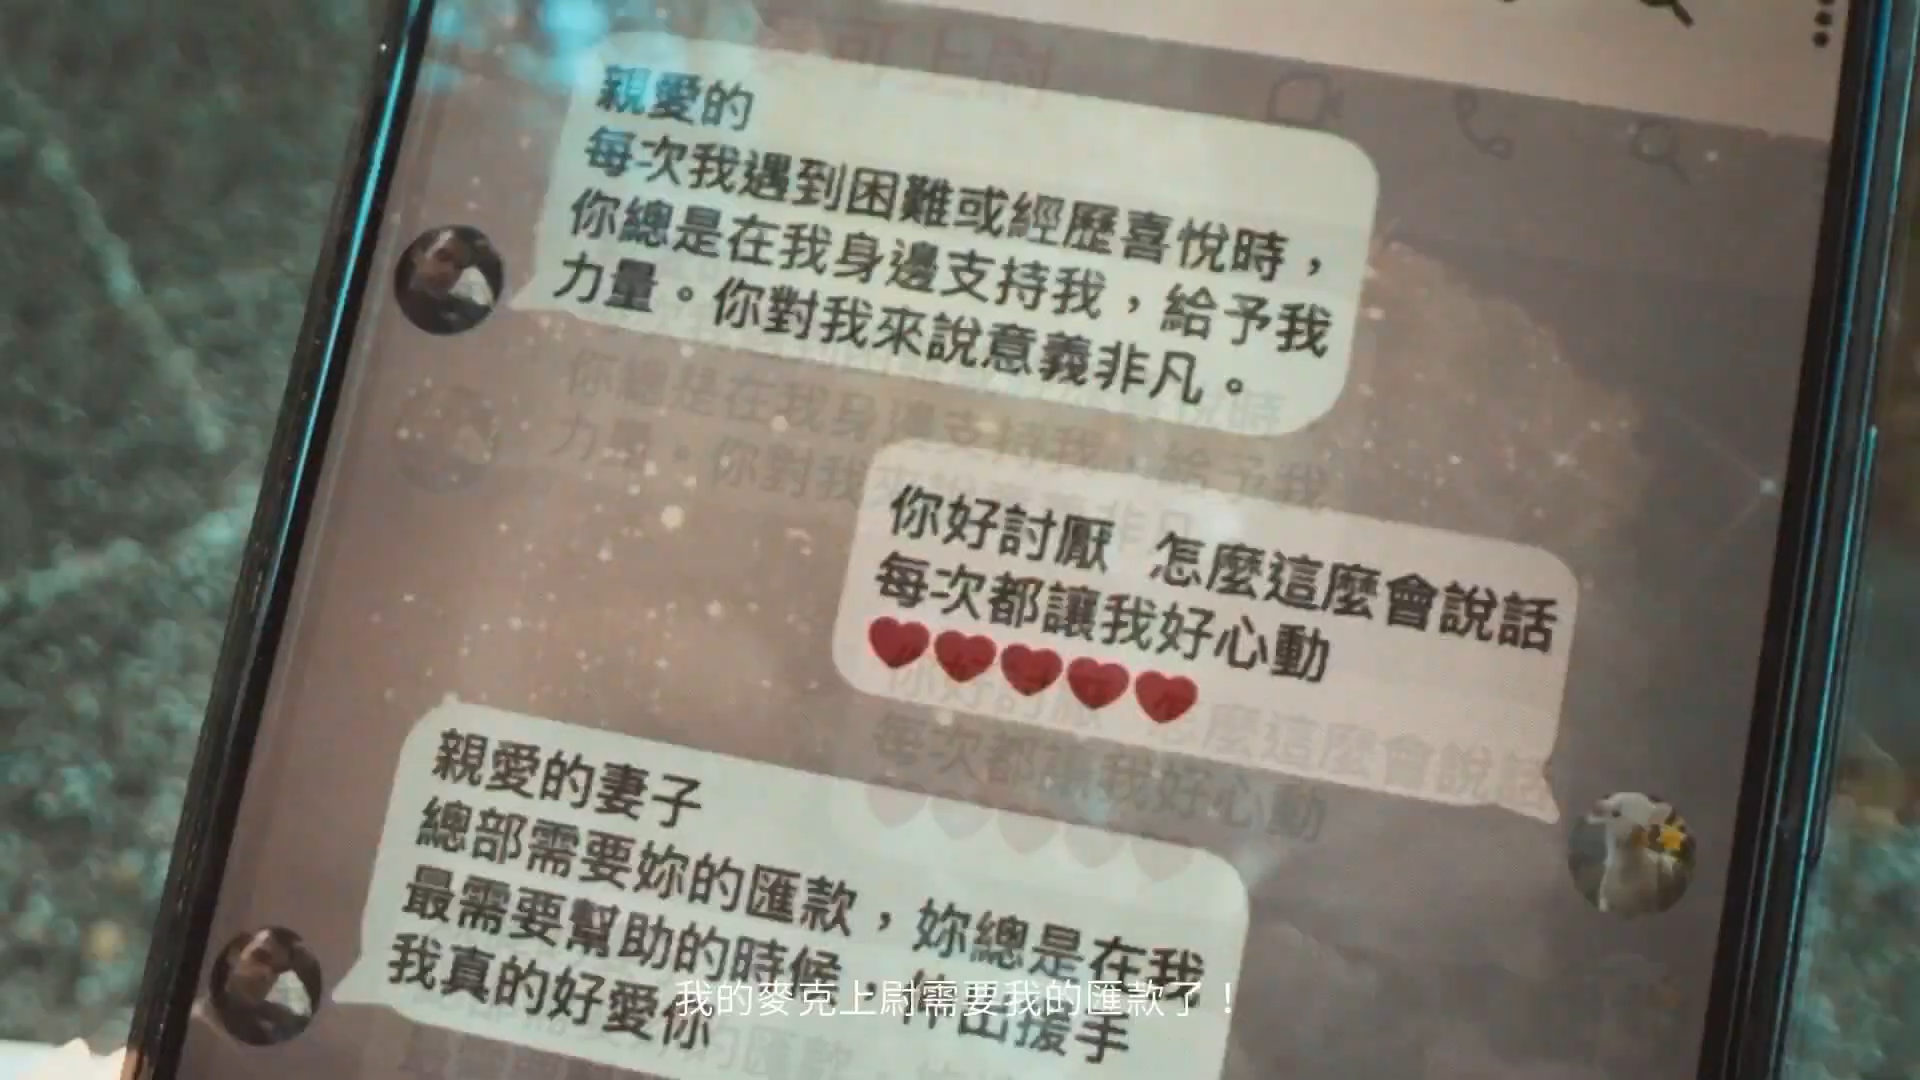 親愛的
每次我遇到困難或經歷喜悅時，
你總是在我身邊支持我，給予我
力量。你對我來說意義非凡。
你好討厭 怎麼這麼會說話
每次都讓我好心動
親愛的妻子
總部需要妳的匯款，妳總是在我
最需要幫助的時候，伸出援手
我真的好愛你
我的麥克上尉需要我的匯款了！